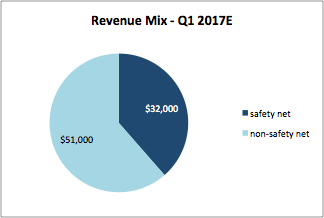 Revenue Mix - Q1 2017E
$32,000
safety net
non-safety net
$51,000